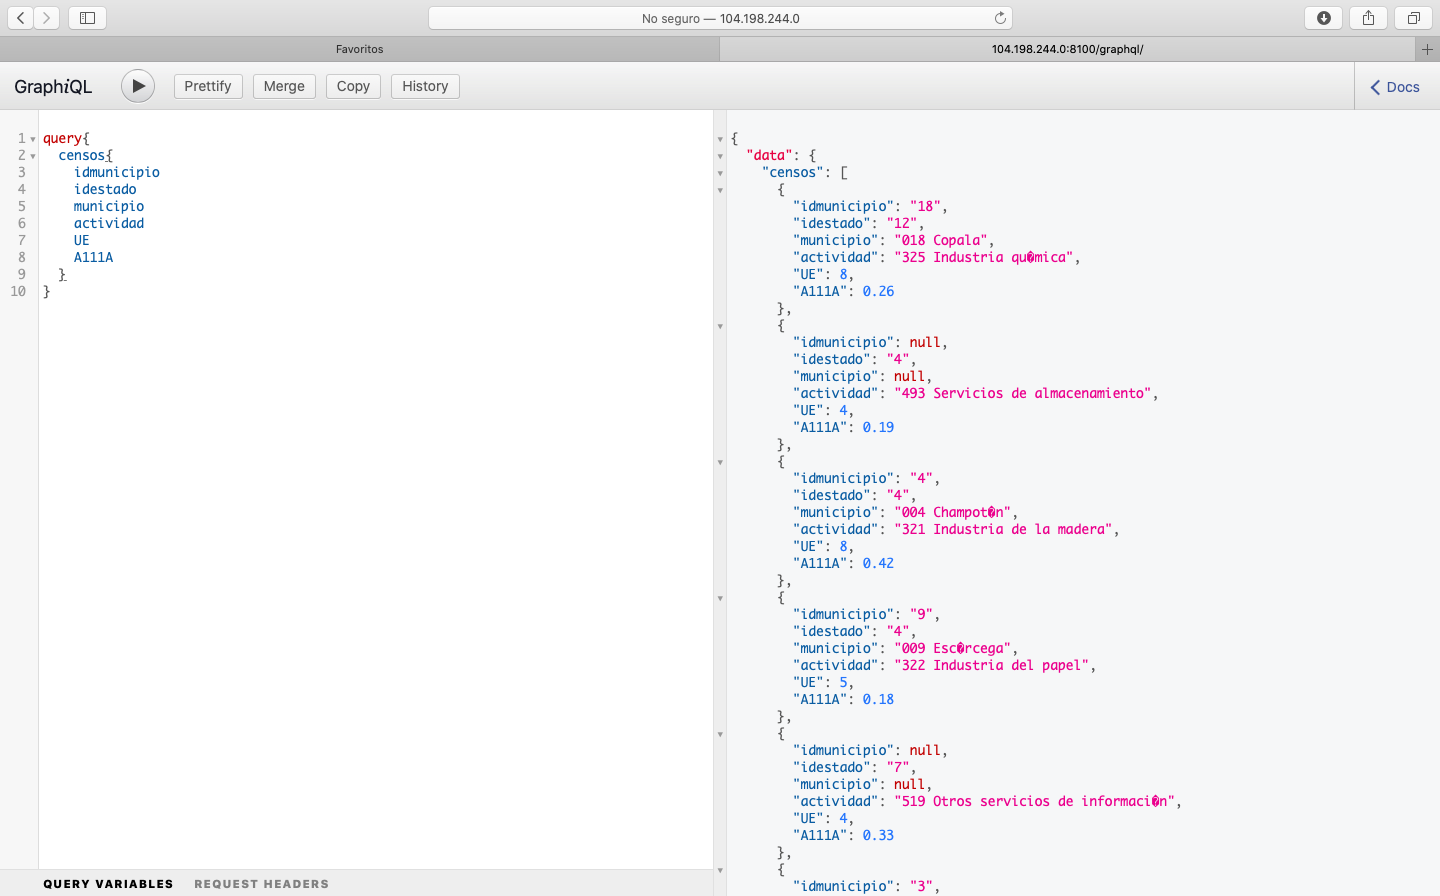 No seguro — 104.198.244.0
Favoritos
104.198.244.0:8100/graphql/
GraphiQL
Prettify
Merge
Copy
History
Docs
1 query{
2 censos{
3 idmunicipio
4 idestado
5 municipio
6 actividad
7 UE
8 A111A
9 }
10 }
{
"data": {
"censos": [
{
"idmunicipio": "18",
"idestado": "12",
"municipio": "018 Copala",
"actividad": "325 Industria qu�mica",
"UE": 8,
"A111A": 0.26
},
{
"idmunicipio": null,
"idestado": "4",
"municipio": null,
"actividad": "493 Servicios de almacenamiento",
"UE": 4,
"A111A": 0.19
},
{
"idmunicipio": "4",
"idestado": "4",
"municipio": "004 Champot�n",
"actividad": "321 Industria de la madera",
"UE": 8,
"A111A": 0.42
},
{
"idmunicipio": "9",
"idestado": "4",
"municipio": "009 Esc�rcega",
"actividad": "322 Industria del papel",
"UE": 5,
"A111A": 0.18
},
{
"idmunicipio": null,
"idestado": "7",
"municipio": null,
"actividad": "519 Otros servicios de informaci�n",
"UE": 4,
"A111A": 0.33
},
{
"idmunicipio": "3",
QUERY VARIABLES
REQUEST HEADERS